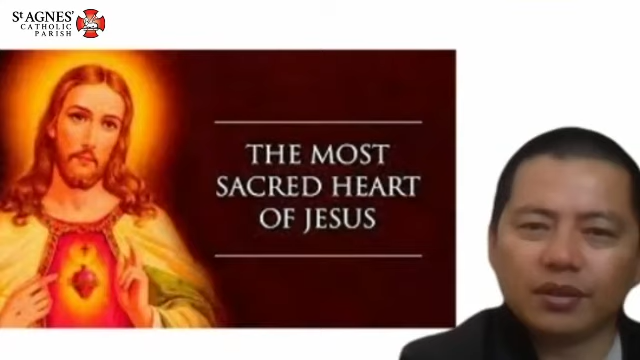 St AGNES'
CATHOLIC
PARISH
THE MOST
SACRED HEART
OF JESUS